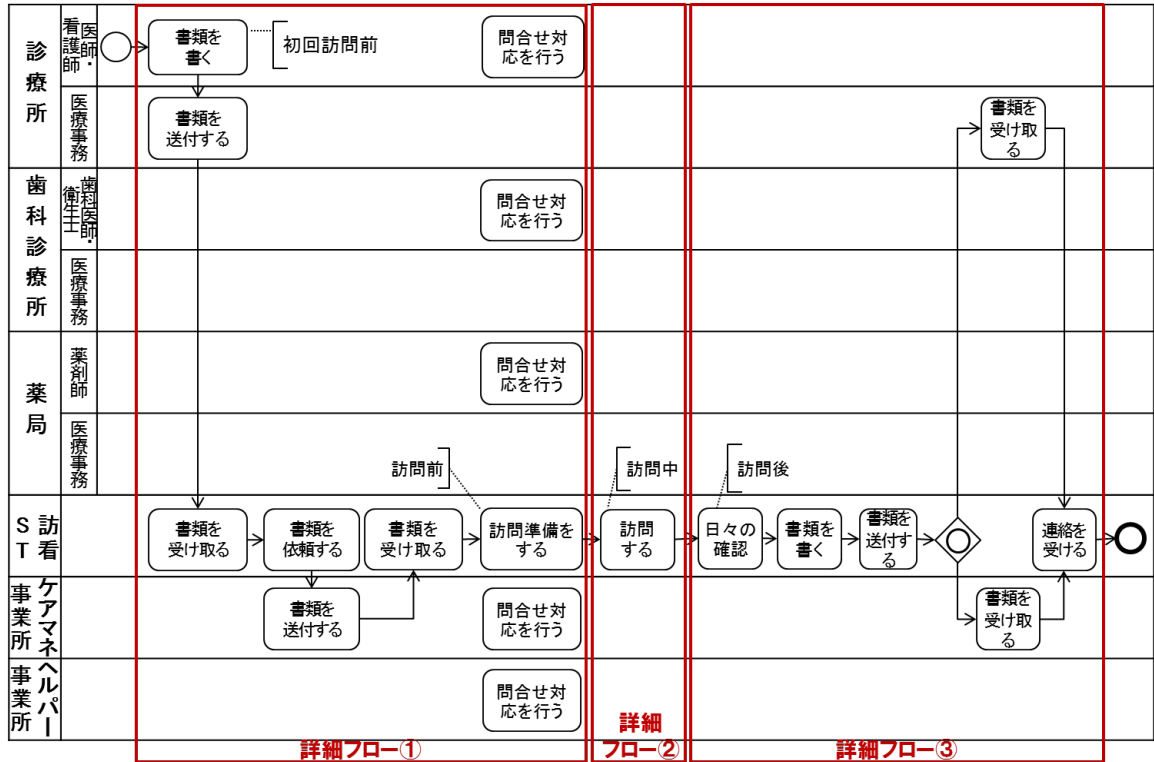 診療所
医師・
看護師
書類を
書く
初回訪問前
問合せ対
応を行う
医療事務
書類を
送付する
書類を
受け取
る
歯科診療所
歯科医師・
衛生士
問合せ対
応を行う
医療事務
薬局
薬剤師
問合せ対
応を行う
医療事務
訪問前
訪問中
訪問後
訪看
ST
書類を
受け取る
書類を
依頼する
書類を
受け取る
訪問準備を
する
訪問
する
日々の
確認
書類を
書く
書類を
送付す
る
連絡を
受ける
ケアマネ
事業所
書類を
送付する
問合せ対
応を行う
書類を
受け取
る
ヘルパー
事業所
問合せ対
応を行う
詳細フロー①
詳細
フロー②
詳細フロー③